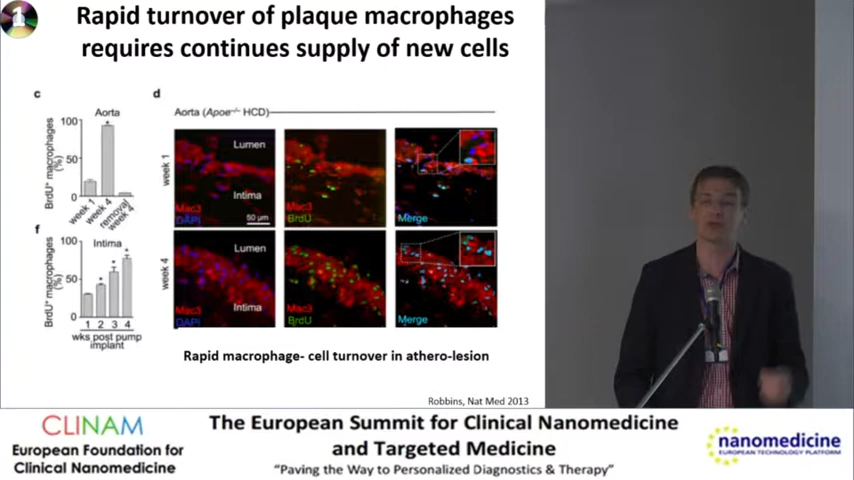 1
Rapid turnover of plaque macrophages
requires continues supply of new cells
c
Aorta
BrdU⁺ macrophages
(%)
100
50
0
week 1
week 4
removal
week 4
*
f
Intima
BrdU⁺ macrophages
(%)
100
50
0
* * *
1 2 3 4
wks post pump
implant
d
Aorta (Apoe⁻/⁻ HCD)
week 1
Lumen
Intima
Mac3
DAPi
50 µm
Mac3
BrdU
Merge
week 4
Lumen
Intima
Mac3
DAPi
Mac3
BrdU
Merge
Rapid macrophage- cell turnover in athero-lesion
Robbins, Nat Med 2013
CLINAM
European Foundation for
Clinical Nanomedicine
The European Summit for Clinical Nanomedicine
and Targeted Medicine
“Paving the Way to Personalized Diagnostics & Therapy”
nanomedicine
EUROPEAN TECHNOLOGY PLATFORM